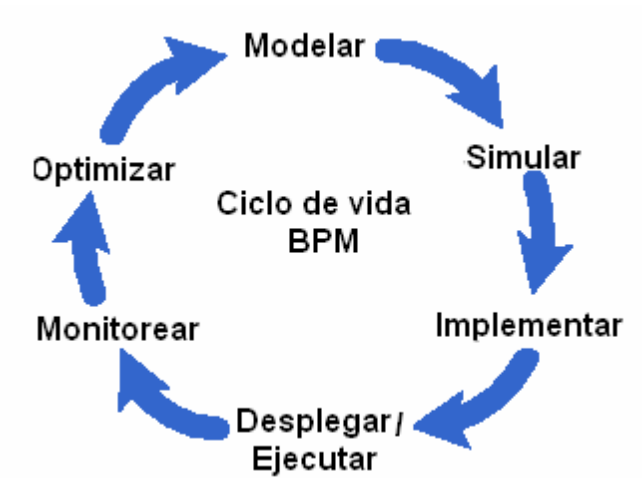 Modelar
Simular
Implementar
Desplegar/
Ejecutar
Monitorear
Optimizar
Ciclo de vida
BPM